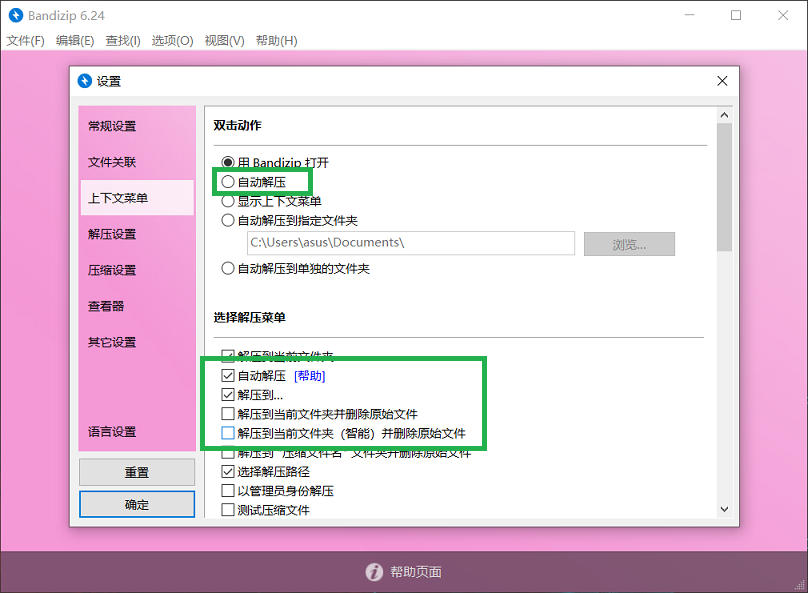 Bandizip 6.24
文件(F) 编辑(E) 查找(I) 选项(O) 视图(V) 帮助(H)
设置
常规设置
文件关联
上下文菜单
解压设置
压缩设置
查看器
其它设置
语言设置
重置
确定
双击动作
用 Bandizip 打开
自动解压
显示上下文菜单
自动解压到指定文件夹
C:\Users\asus\Documents\
浏览...
自动解压到单独的文件夹
选择解压菜单
解压到当前文件夹
自动解压 [帮助]
解压到...
解压到当前文件夹并删除原始文件
解压到当前文件夹（智能）并删除原始文件
解压到 "压缩文件名" 文件夹并删除原始文件
选择解压路径
以管理员身份解压
测试压缩文件
帮助页面